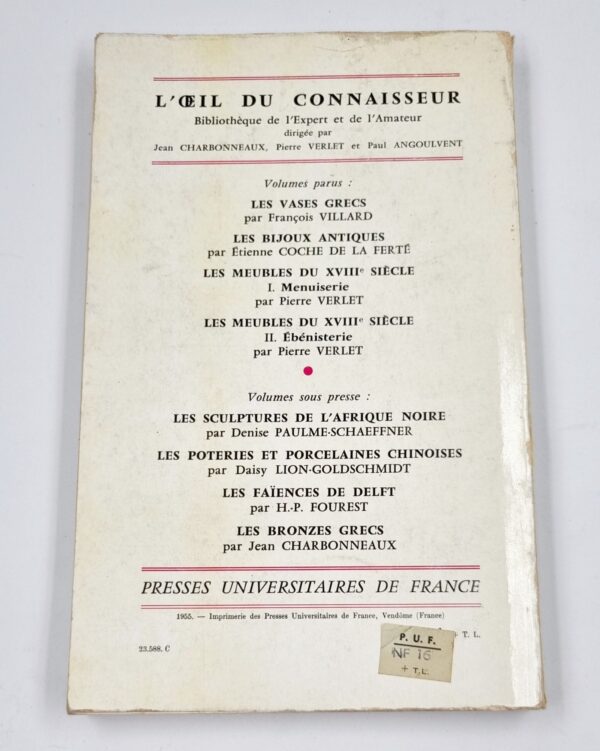 L'ŒIL DU CONNAISSEUR
Bibliothèque de l'Expert et de l'Amateur
dirigée par
Jean CHARBONNEAUX, Pierre VERLET et Paul ANGOULVENT
Volumes parus :
LES VASES GRECS
par François VILLARD
LES BIJOUX ANTIQUES
par Étienne COCHE DE LA FERTÉ
LES MEUBLES DU XVIIIe SIÈCLE
I. Menuiserie
par Pierre VERLET
LES MEUBLES DU XVIIIe SIÈCLE
II. Ébénisterie
par Pierre VERLET
Volumes sous presse :
LES SCULPTURES DE L'AFRIQUE NOIRE
par Denise PAULME-SCHAEFFNER
LES POTERIES ET PORCELAINES CHINOISES
par Daisy LION-GOLDSCHMIDT
LES FAÏENCES DE DELFT
par H.-P. FOUREST
LES BRONZES GRECS
par Jean CHARBONNEAUX
PRESSES UNIVERSITAIRES DE FRANCE
1955. — Imprimerie des Presses Universitaires de France, Vendôme (France)
+ T. L.
23.588. C
P. U. F.
NF 16
+ T.L.